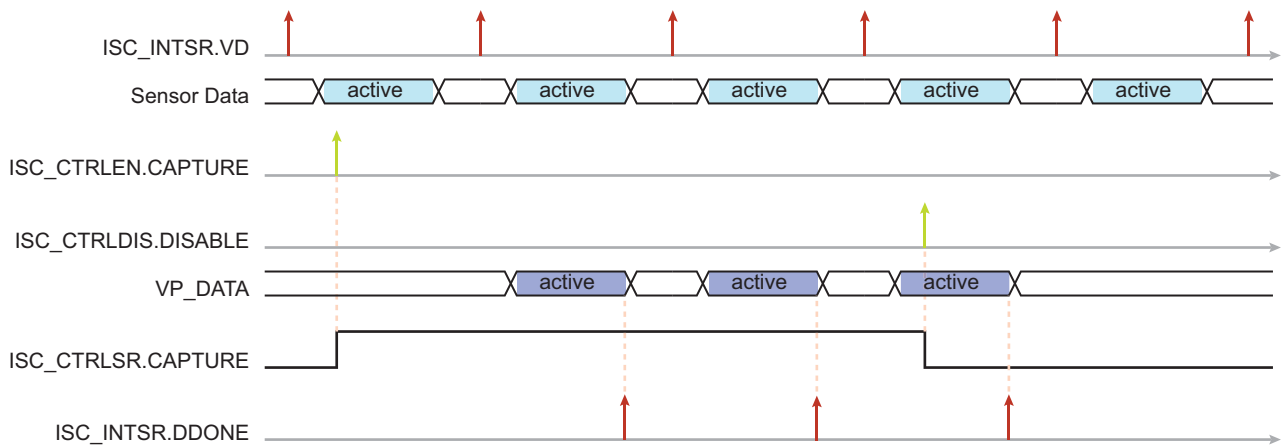 ISC_INTSR.VD
Sensor Data active active active active active
ISC_CTRLEN.CAPTURE
ISC_CTRLDIS.DISABLE
VP_DATA active active active
ISC_CTRLSR.CAPTURE
ISC_INTSR.DDONE